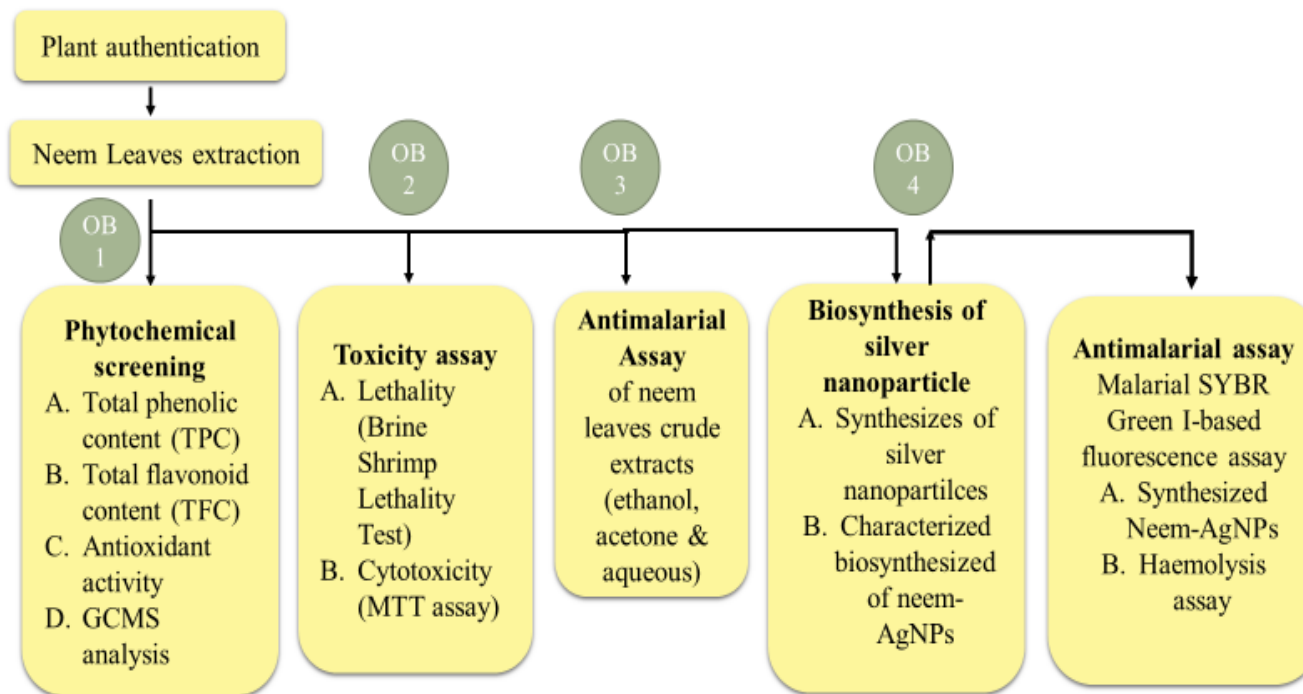 Plant authentication
Neem Leaves extraction
OB
1
OB
2
OB
3
OB
4
Phytochemical
screening
A. Total phenolic
content (TPC)
B. Total flavonoid
content (TFC)
C. Antioxidant
activity
D. GCMS
analysis
Toxicity assay
A. Lethality
(Brine
Shrimp
Lethality
Test)
B. Cytotoxicity
(MTT assay)
Antimalarial
Assay
of neem
leaves crude
extracts
(ethanol,
acetone &
aqueous)
Biosynthesis of
silver
nanoparticle
A. Synthesizes of
silver
nanopartilces
B. Characterized
biosynthesized
of neem-
AgNPs
Antimalarial assay
Malarial SYBR
Green I-based
fluorescence assay
A. Synthesized
Neem-AgNPs
B. Haemolysis
assay